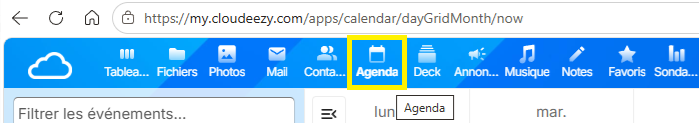 https://my.cloudeezy.com/apps/calendar/dayGridMonth/now
Tablea... Fichiers Photos Mail Conta... Agenda Deck Annon... Musique Notes Favoris Sonda...
Filtrer les événements... lun Agenda mar.